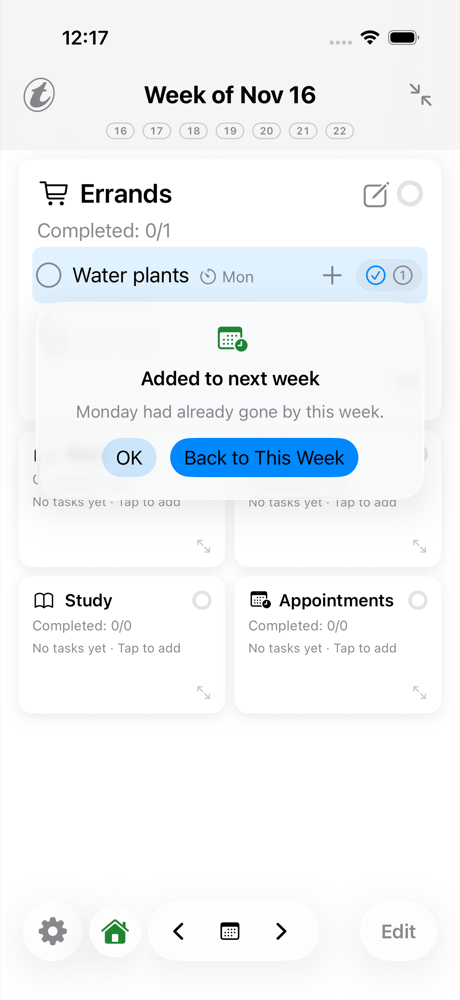 12:17
t
Week of Nov 16
16 17 18 19 20 21 22
Errands
Completed: 0/1
Water plants Mon 1
Added to next week
Monday had already gone by this week.
OK Back to This Week
No tasks yet · Tap to add No tasks yet · Tap to add
Study Appointments
Completed: 0/0 Completed: 0/0
No tasks yet · Tap to add No tasks yet · Tap to add
Edit